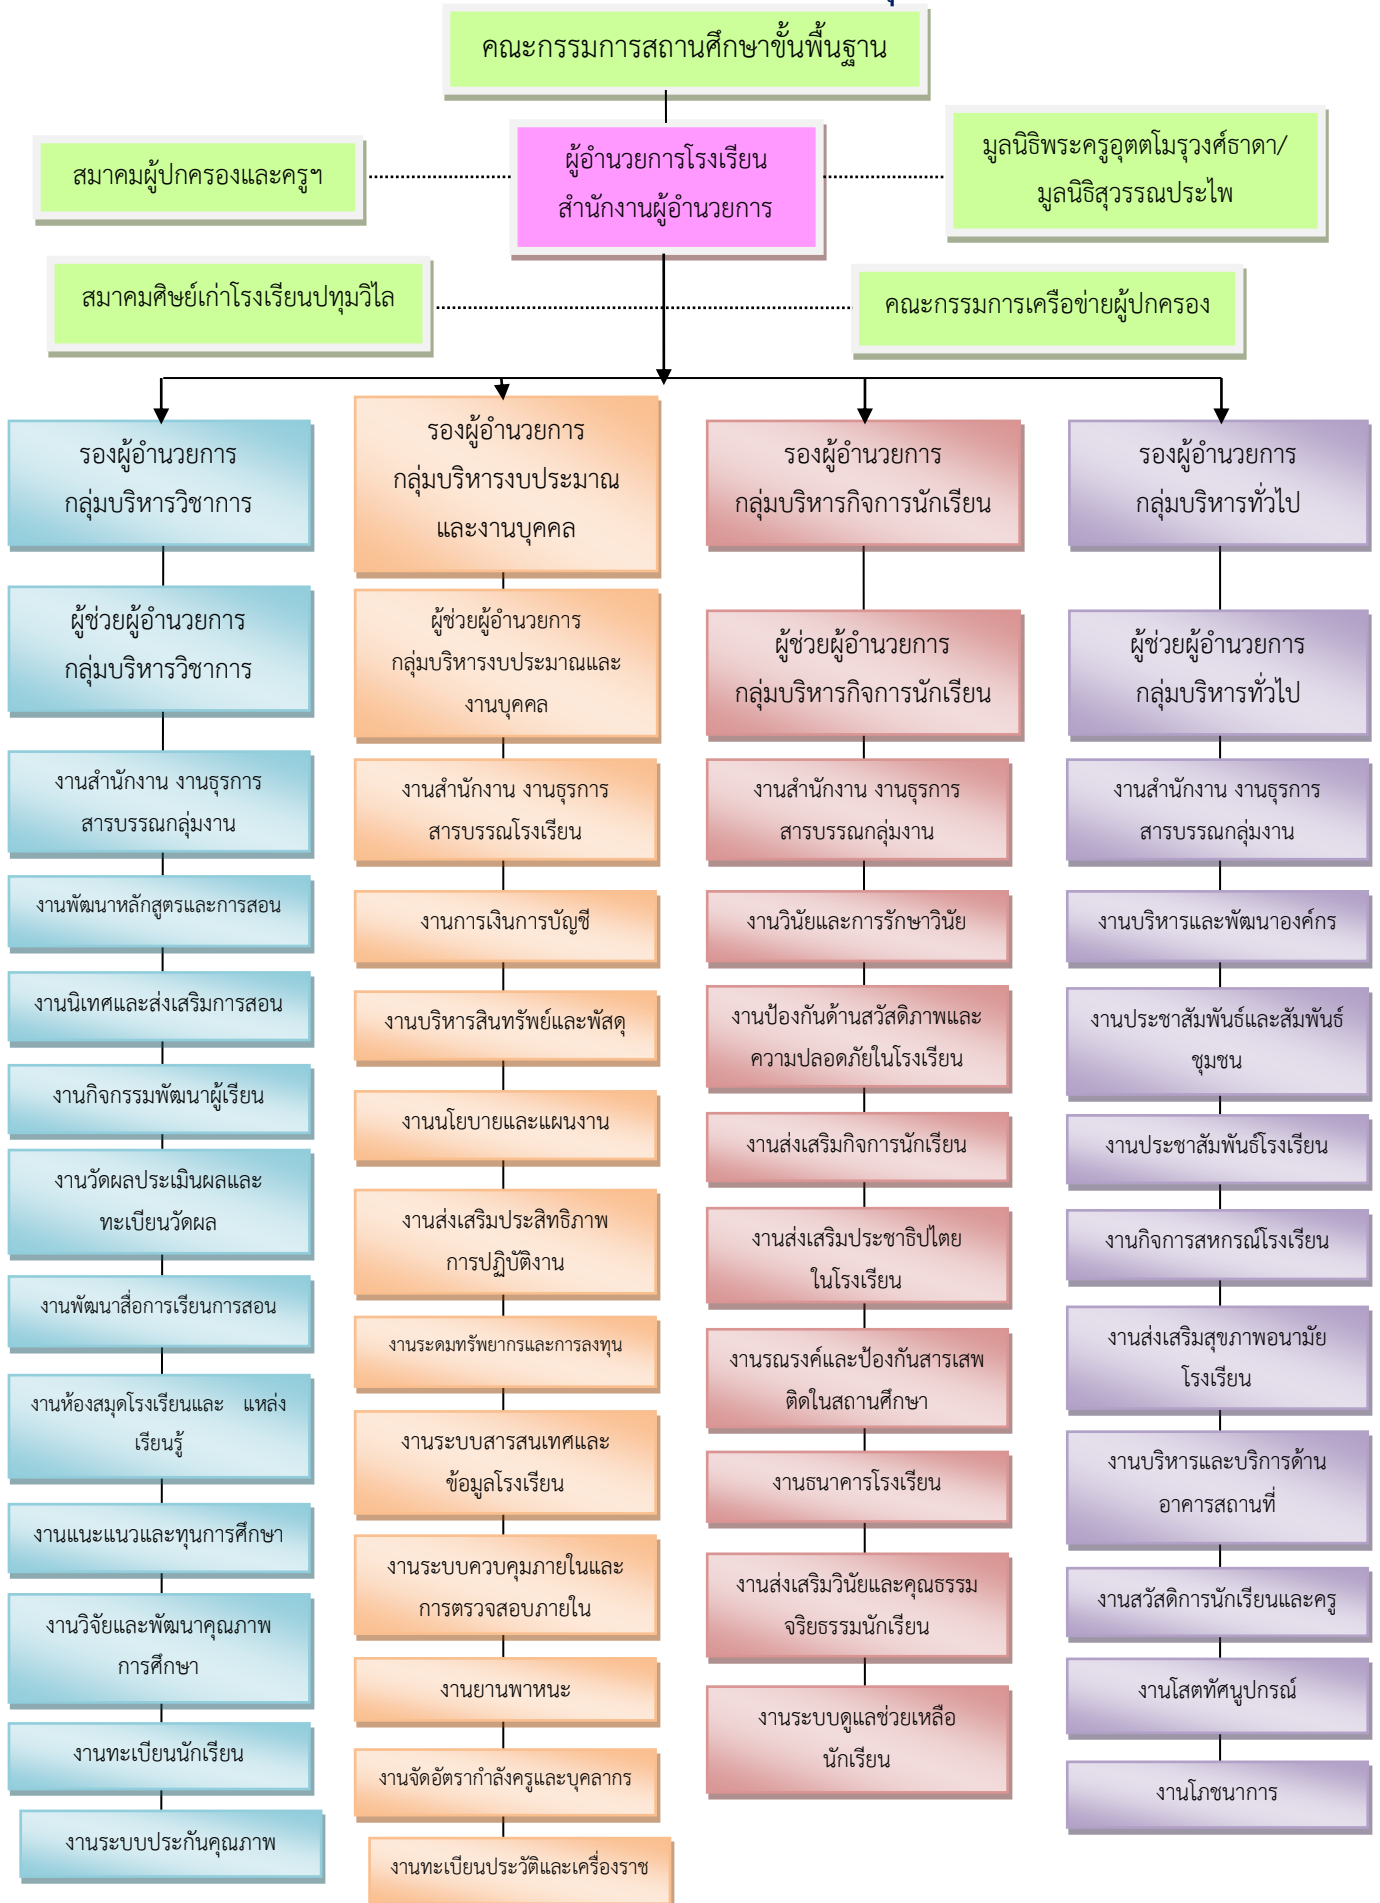 คณะกรรมการสถานศึกษาขั้นพื้นฐาน
ผู้อำนวยการโรงเรียน
สำนักงานผู้อำนวยการ
สมาคมผู้ปกครองและครูฯ
มูลนิธิพระครูอุตตโมรุวงศ์ธาดา/
มูลนิธิสุวรรณประไพ
สมาคมศิษย์เก่าโรงเรียนปทุมวิไล
คณะกรรมการเครือข่ายผู้ปกครอง
รองผู้อำนวยการ
กลุ่มบริหารวิชาการ
ผู้ช่วยผู้อำนวยการ
กลุ่มบริหารวิชาการ
งานสำนักงาน งานธุรการ
สารบรรณกลุ่มงาน
งานพัฒนาหลักสูตรและการสอน
งานนิเทศและส่งเสริมการสอน
งานกิจกรรมพัฒนาผู้เรียน
งานวัดผลประเมินผลและ
ทะเบียนวัดผล
งานพัฒนาสื่อการเรียนการสอน
งานห้องสมุดโรงเรียนและ แหล่ง
เรียนรู้
งานแนะแนวและทุนการศึกษา
งานวิจัยและพัฒนาคุณภาพ
การศึกษา
งานทะเบียนนักเรียน
งานระบบประกันคุณภาพ
รองผู้อำนวยการ
กลุ่มบริหารงบประมาณ
และงานบุคคล
ผู้ช่วยผู้อำนวยการ
กลุ่มบริหารงบประมาณและ
งานบุคคล
งานสำนักงาน งานธุรการ
สารบรรณโรงเรียน
งานการเงินการบัญชี
งานบริหารสินทรัพย์และพัสดุ
งานนโยบายและแผนงาน
งานส่งเสริมประสิทธิภาพ
การปฏิบัติงาน
งานระดมทรัพยากรและการลงทุน
งานระบบสารสนเทศและ
ข้อมูลโรงเรียน
งานระบบควบคุมภายในและ
การตรวจสอบภายใน
งานยานพาหนะ
งานจัดอัตรากำลังครูและบุคลากร
งานทะเบียนประวัติและเครื่องราช
รองผู้อำนวยการ
กลุ่มบริหารกิจการนักเรียน
ผู้ช่วยผู้อำนวยการ
กลุ่มบริหารกิจการนักเรียน
งานสำนักงาน งานธุรการ
สารบรรณกลุ่มงาน
งานวินัยและการรักษาวินัย
งานป้องกันด้านสวัสดิภาพและ
ความปลอดภัยในโรงเรียน
งานส่งเสริมกิจการนักเรียน
งานส่งเสริมประชาธิปไตย
ในโรงเรียน
งานรณรงค์และป้องกันสารเสพ
ติดในสถานศึกษา
งานธนาคารโรงเรียน
งานส่งเสริมวินัยและคุณธรรม
จริยธรรมนักเรียน
งานระบบดูแลช่วยเหลือ
นักเรียน
รองผู้อำนวยการ
กลุ่มบริหารทั่วไป
ผู้ช่วยผู้อำนวยการ
กลุ่มบริหารทั่วไป
งานสำนักงาน งานธุรการ
สารบรรณกลุ่มงาน
งานบริหารและพัฒนาองค์กร
งานประชาสัมพันธ์และสัมพันธ์
ชุมชน
งานประชาสัมพันธ์โรงเรียน
งานกิจการสหกรณ์โรงเรียน
งานส่งเสริมสุขภาพอนามัย
โรงเรียน
งานบริหารและบริการด้าน
อาคารสถานที่
งานสวัสดิการนักเรียนและครู
งานโสตทัศนูปกรณ์
งานโภชนาการ